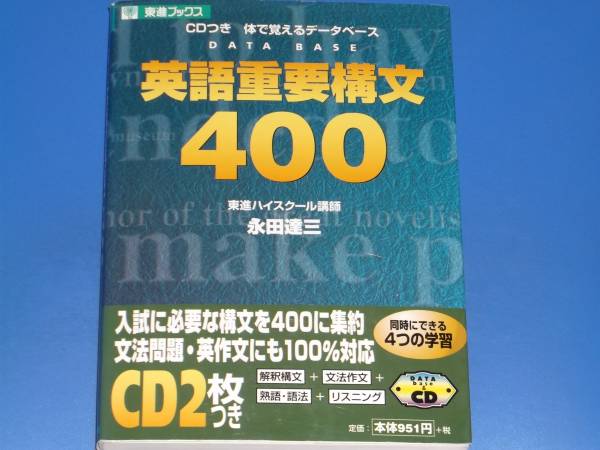 東進ブックス
CDつき 体で覚えるデータベース
DATA BASE
英語重要構文
400
museum
東進ハイスクール講師
永田達三
make p
入試に必要な構文を400に集約
文法問題・英作文にも100%対応
同時にできる
4つの学習
CD2枚つき
解釈構文 + 文法作文 +
熟語・語法 + リスニング
DATA
base
&
CD
定価:本体951円+税